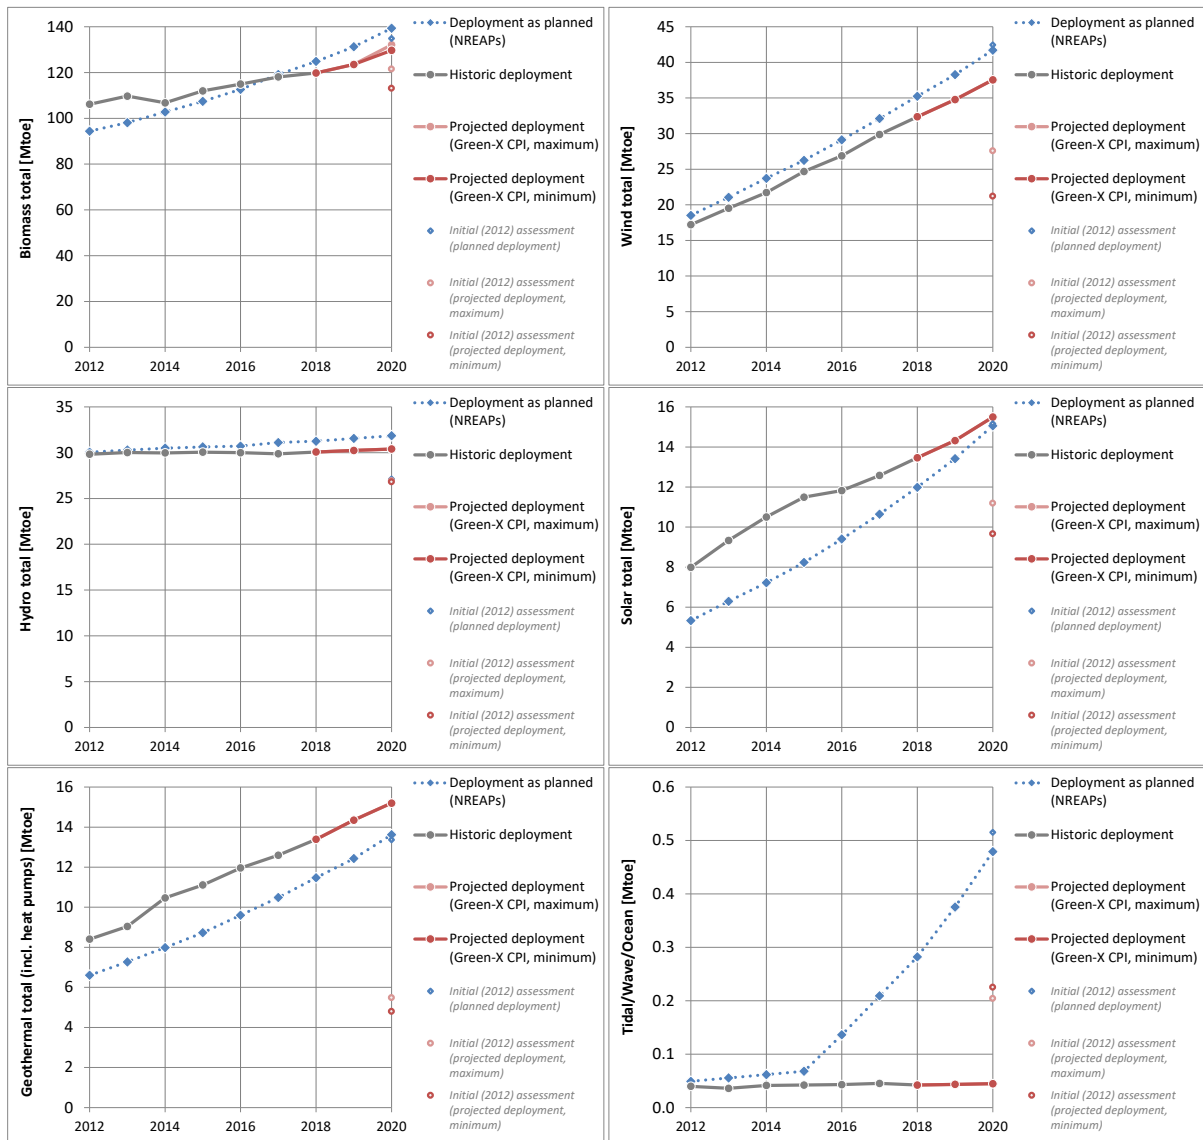 Biomass total [Mtoe]
140
120
100
80
60
40
20
0
2012 2014 2016 2018 2020
Deployment as planned
(NREAPs)
Historic deployment
Projected deployment
(Green-X CPI, maximum)
Projected deployment
(Green-X CPI, minimum)
Initial (2012) assessment
(planned deployment)
Initial (2012) assessment
(projected deployment,
maximum)
Initial (2012) assessment
(projected deployment,
minimum)
Wind total [Mtoe]
45
40
35
30
25
20
15
10
5
0
2012 2014 2016 2018 2020
Deployment as planned
(NREAPs)
Historic deployment
Projected deployment
(Green-X CPI, maximum)
Projected deployment
(Green-X CPI, minimum)
Initial (2012) assessment
(planned deployment)
Initial (2012) assessment
(projected deployment,
maximum)
Initial (2012) assessment
(projected deployment,
minimum)
Hydro total [Mtoe]
35
30
25
20
15
10
5
0
2012 2014 2016 2018 2020
Deployment as planned
(NREAPs)
Historic deployment
Projected deployment
(Green-X CPI, maximum)
Projected deployment
(Green-X CPI, minimum)
Initial (2012) assessment
(planned deployment)
Initial (2012) assessment
(projected deployment,
maximum)
Initial (2012) assessment
(projected deployment,
minimum)
Solar total [Mtoe]
16
14
12
10
8
6
4
2
0
2012 2014 2016 2018 2020
Deployment as planned
(NREAPs)
Historic deployment
Projected deployment
(Green-X CPI, maximum)
Projected deployment
(Green-X CPI, minimum)
Initial (2012) assessment
(planned deployment)
Initial (2012) assessment
(projected deployment,
maximum)
Initial (2012) assessment
(projected deployment,
minimum)
Geothermal total (incl. heat pumps) [Mtoe]
16
14
12
10
8
6
4
2
0
2012 2014 2016 2018 2020
Deployment as planned
(NREAPs)
Historic deployment
Projected deployment
(Green-X CPI, maximum)
Projected deployment
(Green-X CPI, minimum)
Initial (2012) assessment
(planned deployment)
Initial (2012) assessment
(projected deployment,
maximum)
Initial (2012) assessment
(projected deployment,
minimum)
Tidal/Wave/Ocean [Mtoe]
0.6
0.5
0.4
0.3
0.2
0.1
0.0
2012 2014 2016 2018 2020
Deployment as planned
(NREAPs)
Historic deployment
Projected deployment
(Green-X CPI, maximum)
Projected deployment
(Green-X CPI, minimum)
Initial (2012) assessment
(planned deployment)
Initial (2012) assessment
(projected deployment,
maximum)
Initial (2012) assessment
(projected deployment,
minimum)